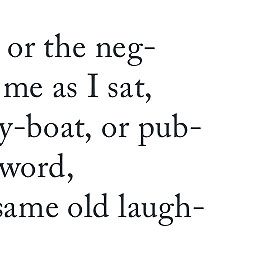 or the neg-
me as I sat,
y-boat, or pub-
word,
same old laugh-